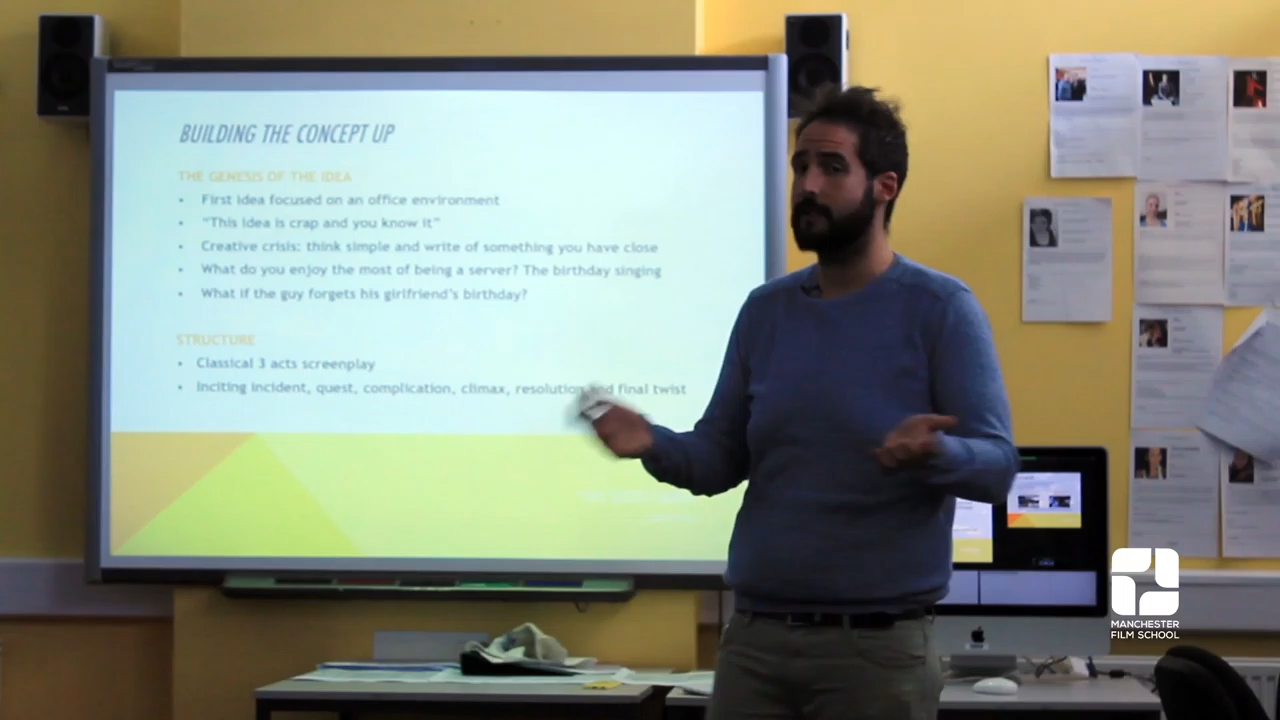 BUILDING THE CONCEPT UP
THE GENESIS OF THE IDEA
• First idea focused on an office environment
• "This idea is crap and you know it"
• Creative crisis: think simple and write of something you have close
• What do you enjoy the most of being a server? The birthday singing
• What if the guy forgets his girlfriend's birthday?
STRUCTURE
• Classical 3 acts screenplay
• Inciting incident, quest, complication, climax, resolution and final twist
MANCHESTER
FILM SCHOOL